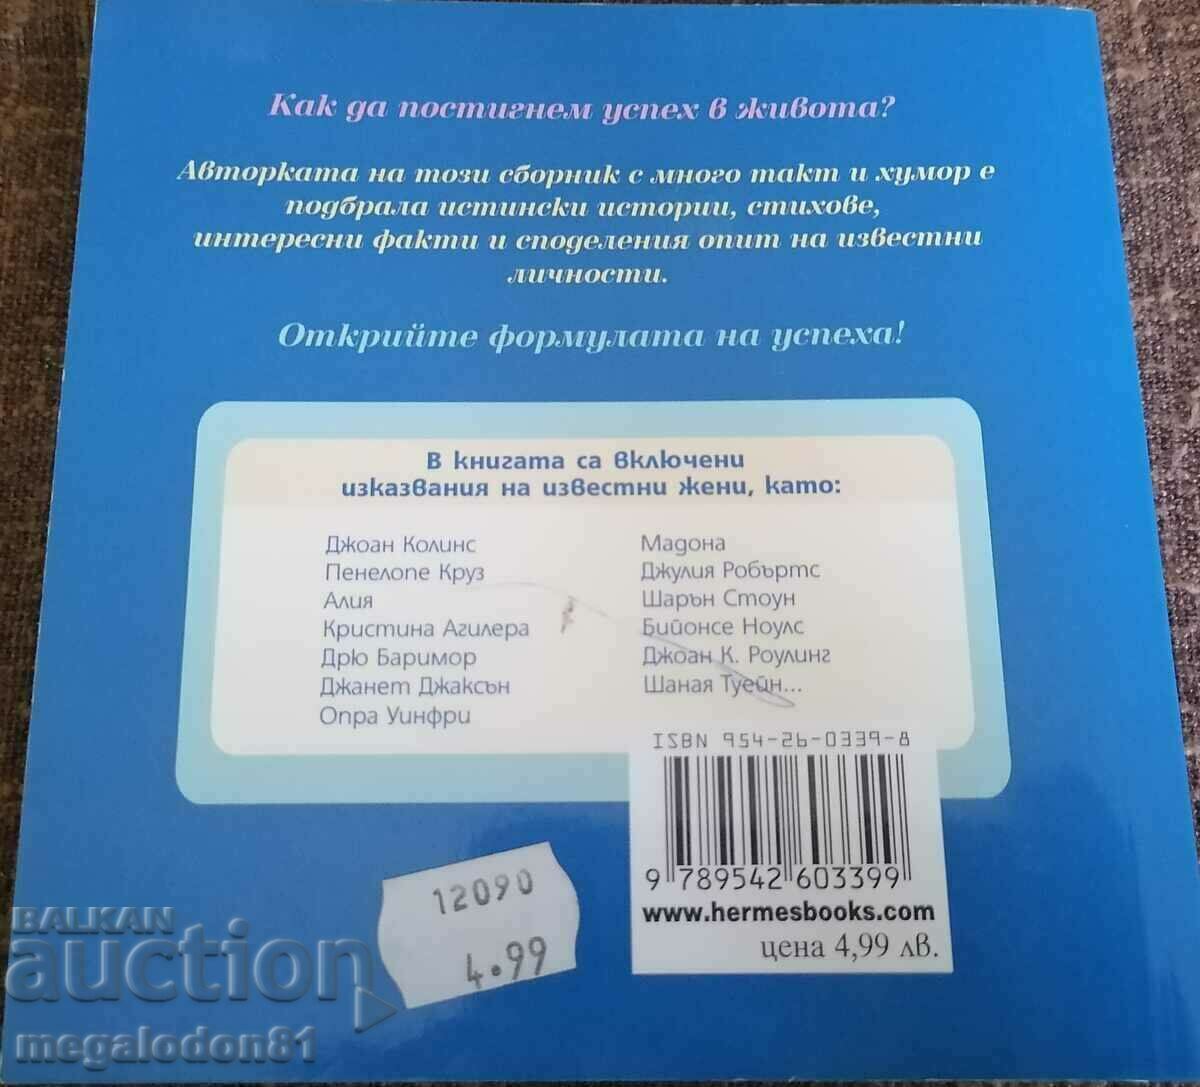 Как да постигнем успех в живота?
Авторката на този сборник с много такт и хумор е
подбрала истински истории, стихове,
интересни факти и споделения опит на известни
личности.
Открийте формулата на успеха!
В книгата са включени
изказвания на известни жени, като:
Джоан Колинс
Пенелопе Круз
Алия
Кристина Агилера
Дрю Баримор
Джанет Джаксън
Опра Уинфри
Мадона
Джулия Робъртс
Шарън Стоун
Бийонсе Ноулс
Джоан К. Роулинг
Шаная Туейн...
ISBN 954-26-0339-8
9 789542 603399
www.hermesbooks.com
цена 4,99 лв.
12090
4.99
BALKAN
auction
megalodon81